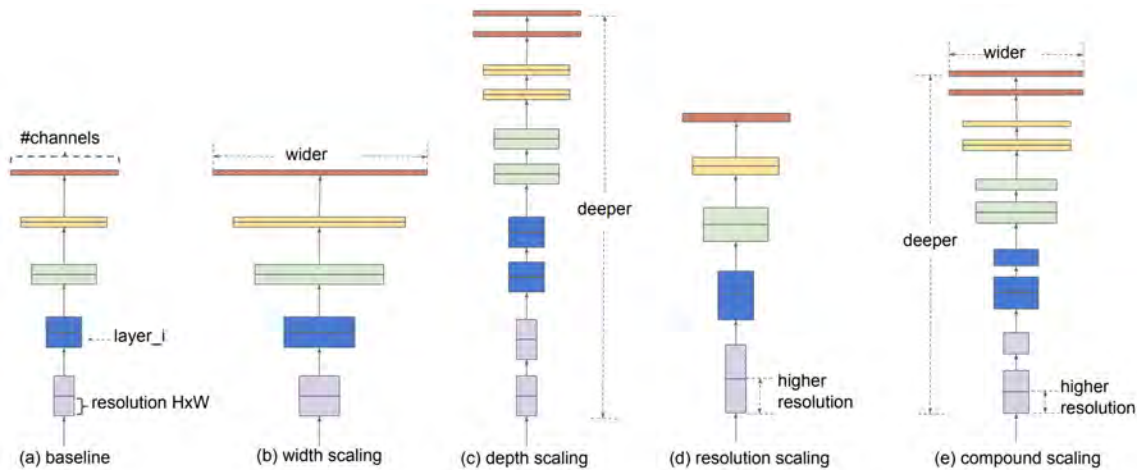 #channels
layer_i
resolution HxW
(a) baseline
wider
(b) width scaling
deeper
(c) depth scaling
higher
resolution
(d) resolution scaling
wider
deeper
higher
resolution
(e) compound scaling